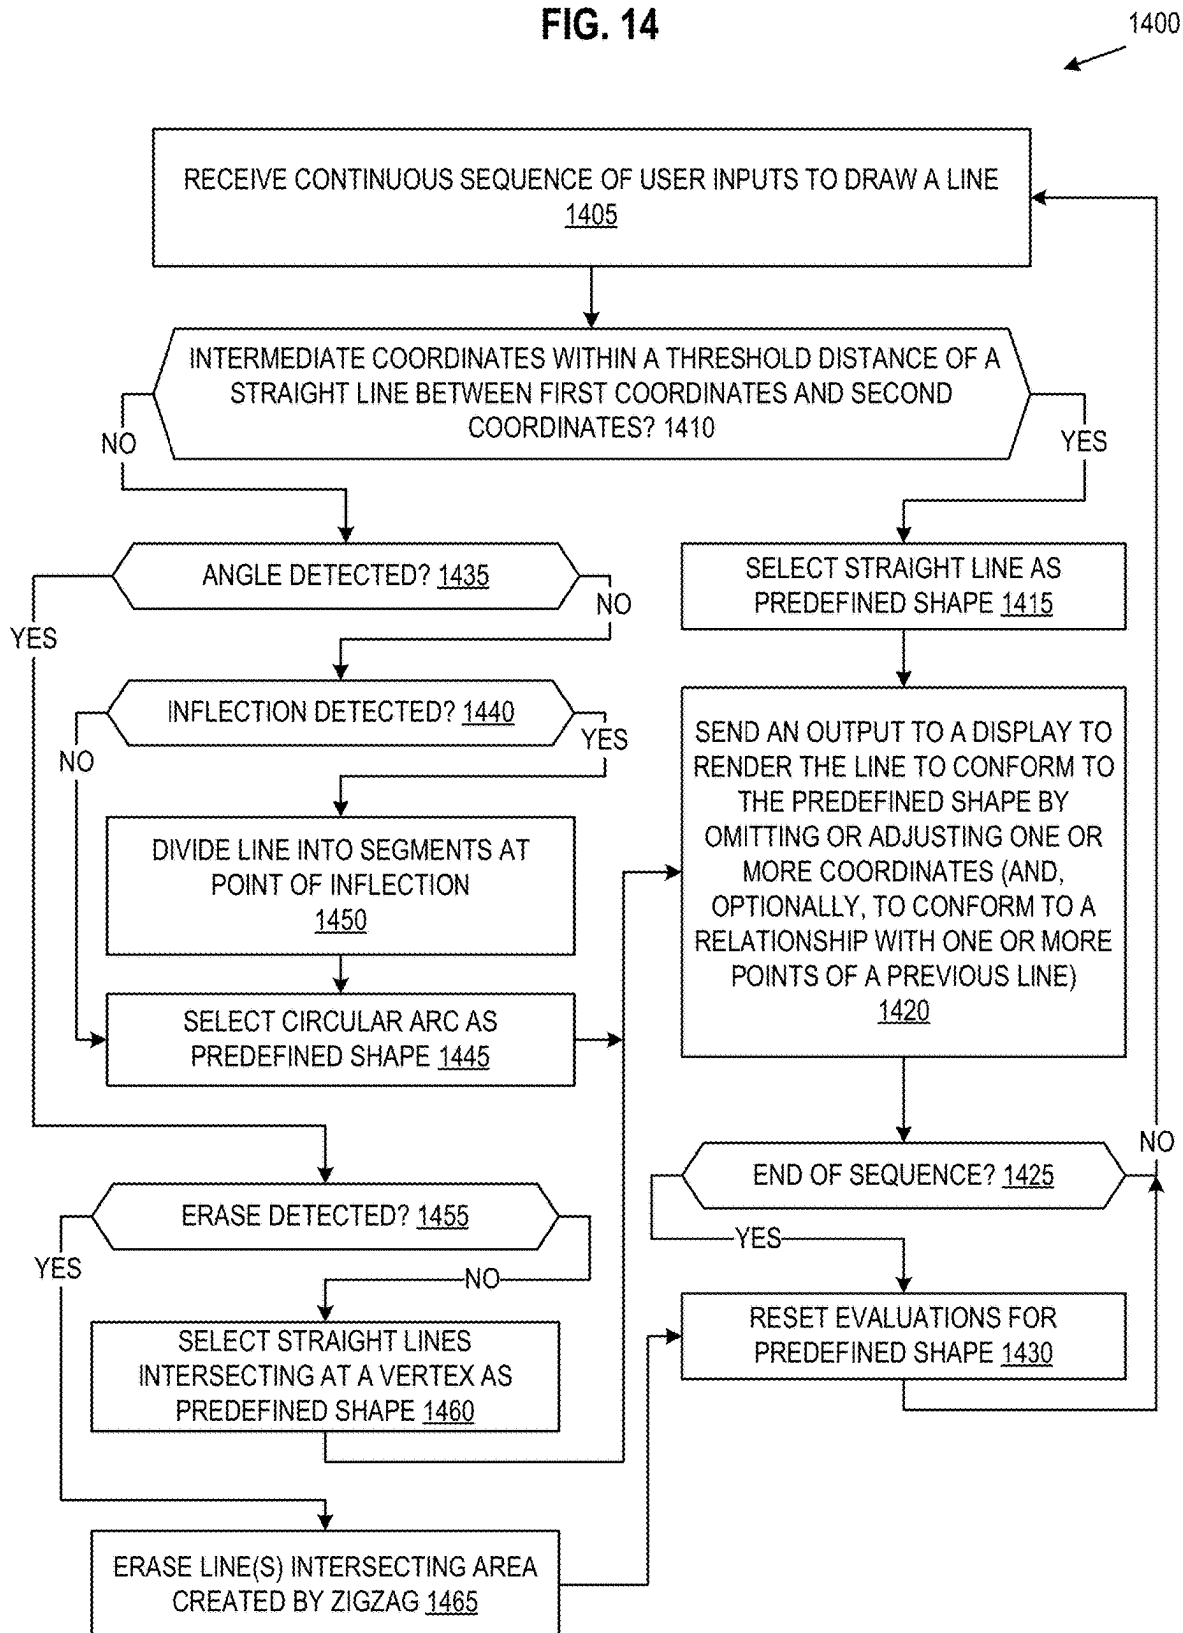 FIG. 14
1400
RECEIVE CONTINUOUS SEQUENCE OF USER INPUTS TO DRAW A LINE
1405
INTERMEDIATE COORDINATES WITHIN A THRESHOLD DISTANCE OF A
STRAIGHT LINE BETWEEN FIRST COORDINATES AND SECOND
COORDINATES? 1410
NO
YES
ANGLE DETECTED? 1435
YES
NO
SELECT STRAIGHT LINE AS
PREDEFINED SHAPE 1415
INFLECTION DETECTED? 1440
NO
YES
SEND AN OUTPUT TO A DISPLAY TO
RENDER THE LINE TO CONFORM TO
THE PREDEFINED SHAPE BY
OMITTING OR ADJUSTING ONE OR
MORE COORDINATES (AND,
OPTIONALLY, TO CONFORM TO A
RELATIONSHIP WITH ONE OR MORE
POINTS OF A PREVIOUS LINE)
1420
DIVIDE LINE INTO SEGMENTS AT
POINT OF INFLECTION
1450
SELECT CIRCULAR ARC AS
PREDEFINED SHAPE 1445
END OF SEQUENCE? 1425
NO
YES
ERASE DETECTED? 1455
YES
NO
RESET EVALUATIONS FOR
PREDEFINED SHAPE 1430
SELECT STRAIGHT LINES
INTERSECTING AT A VERTEX AS
PREDEFINED SHAPE 1460
ERASE LINE(S) INTERSECTING AREA
CREATED BY ZIGZAG 1465